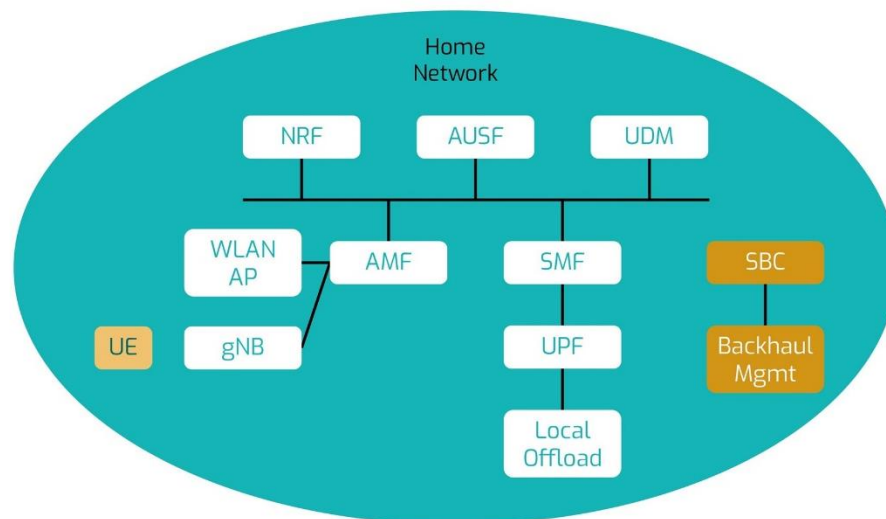 Home
Network
NRF
AUSF
UDM
WLAN
AP
AMF
SMF
SBC
UE
gNB
UPF
Backhaul
Mgmt
Local
Offload